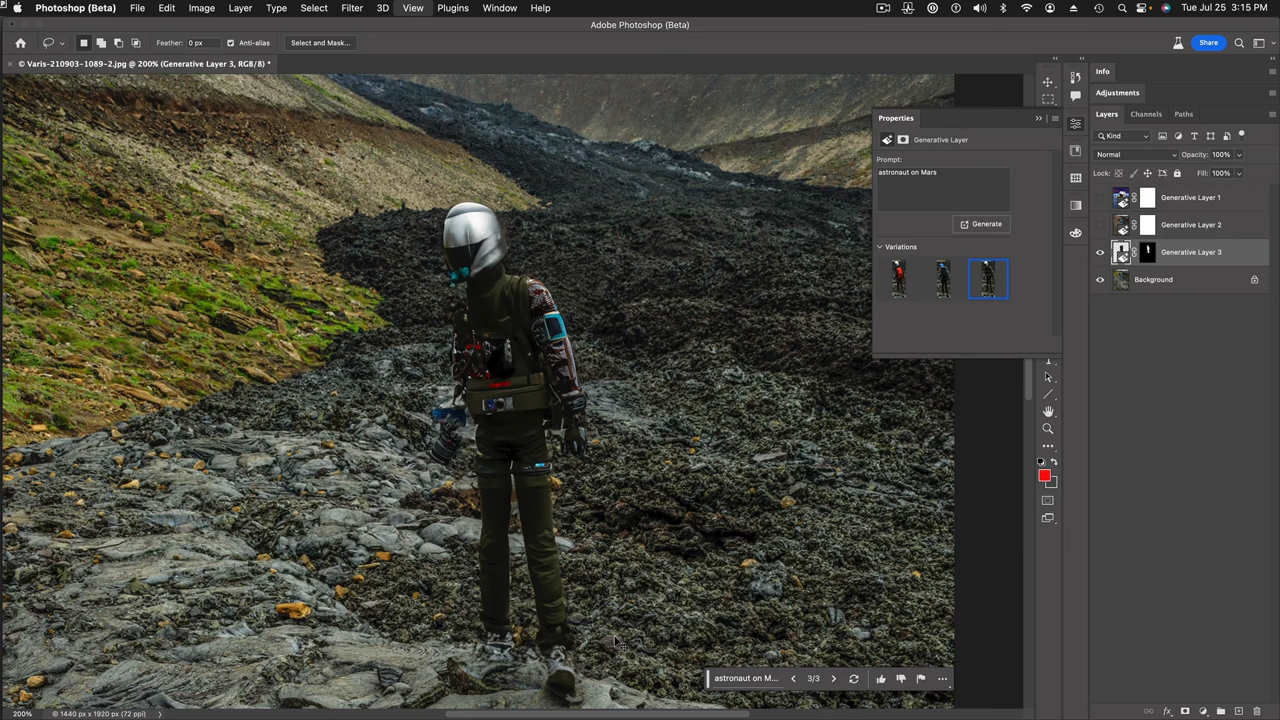 Photoshop (Beta) File Edit Image Layer Type Select Filter 3D View Plugins Window Help Tue Jul 25 3:15 PM
Adobe Photoshop (Beta)
Feather: 0 px Anti-alias Select and Mask... Share
© Varis-210903-1089-2.jpg @ 200% (Generative Layer 3, RGB/8) *
Info
Adjustments
Properties
Layers Channels Paths
Generative Layer
Kind
Prompt:
Normal Opacity: 100%
astronaut on Mars
Lock: Fill: 100%
Generative Layer 1
Generate
Generative Layer 2
Variations
Generative Layer 3
Background
astronaut on M... 3/3
200% © 1440 px x 1920 px (72 ppi)